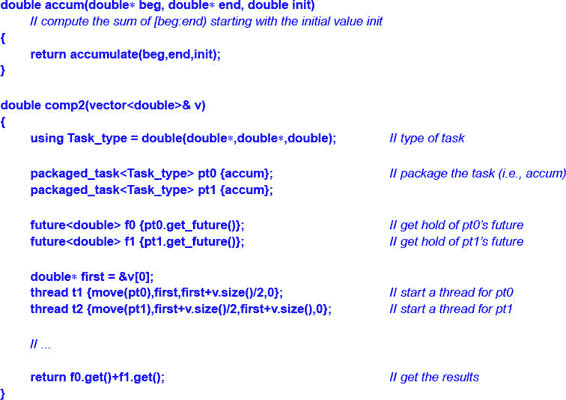 double accum(double* beg, double* end, double init)
// compute the sum of [beg:end) starting with the initial value init
{
return accumulate(beg,end,init);
}
double comp2(vector<double>& v)
{
using Task_type = double(double*,double*,double); // type of task
packaged_task<Task_type> pt0 {accum}; // package the task (i.e., accum)
packaged_task<Task_type> pt1 {accum};
future<double> f0 {pt0.get_future()}; // get hold of pt0's future
future<double> f1 {pt1.get_future()}; // get hold of pt1's future
double* first = &v[0];
thread t1 {move(pt0),first,first+v.size()/2,0}; // start a thread for pt0
thread t2 {move(pt1),first+v.size()/2,first+v.size(),0}; // start a thread for pt1
// ...
return f0.get()+f1.get(); // get the results
}